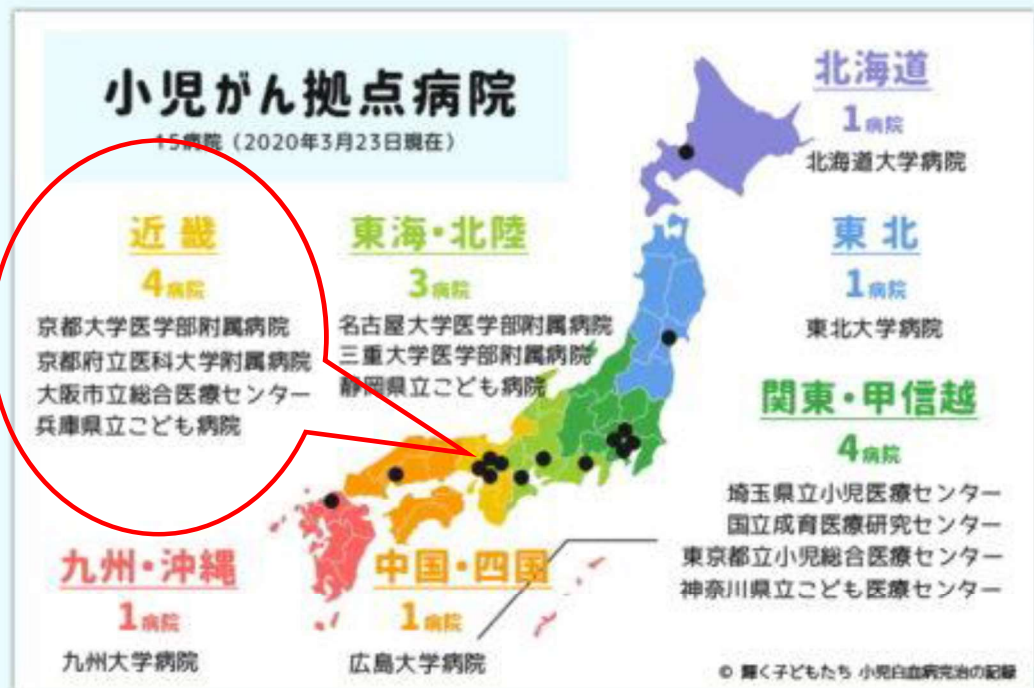 小児がん拠点病院
15病院（2020年3月23日現在）
北海道
1病院
北海道大学病院
近畿
4病院
京都大学医学部附属病院
京都府立医科大学附属病院
大阪市立総合医療センター
兵庫県立こども病院
東海・北陸
3病院
名古屋大学医学部附属病院
三重大学医学部附属病院
静岡県立こども病院
東北
1病院
東北大学病院
関東・甲信越
4病院
埼玉県立小児医療センター
国立成育医療研究センター
東京都立小児総合医療センター
神奈川県立こども医療センター
九州・沖縄
1病院
九州大学病院
中国・四国
1病院
広島大学病院
© 輝く子どもたち 小児白血病完治の記録